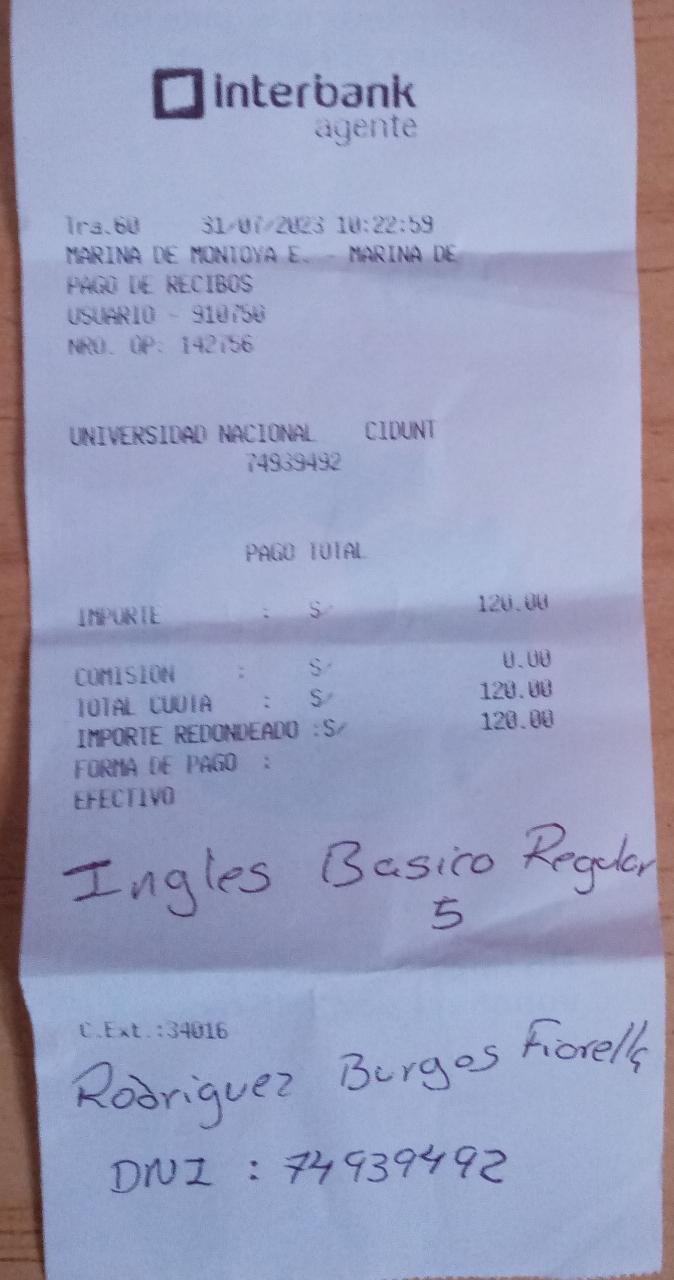 interbank
agente
Tra.60 31/07/2023 10:22:59
MARINA DE MONTOYA E. - MARINA DE
PAGO DE RECIBOS
USUARIO - 910750
NRO. OP: 142756
UNIVERSIDAD NACIONAL CIDUNT
74939492
PAGO TOTAL
IMPORTE : S/ 120.00
COMISION : S/ 0.00
TOTAL CUOTA : S/ 120.00
IMPORTE REDONDEADO :S/ 120.00
FORMA DE PAGO :
EFECTIVO
Ingles Basico Regular
5
C.Ext.:34016
Rodriguez Burgos Fiorella
DNI : 74939492